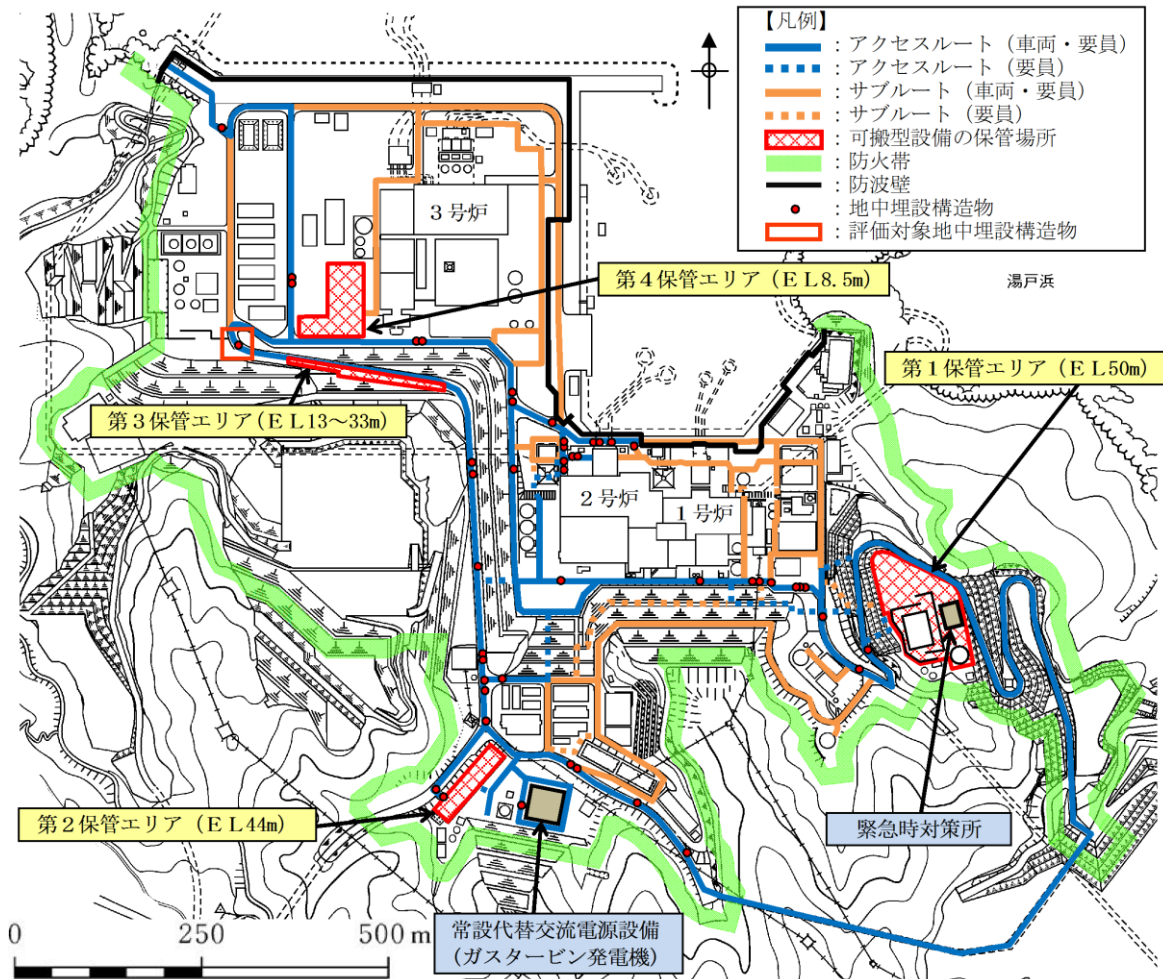 【凡例】
：アクセスルート（車両・要員）
：アクセスルート（要員）
：サブルート（車両・要員）
：サブルート（要員）
：可搬型設備の保管場所
：防火帯
：防波壁
：地中埋設構造物
：評価対象地中埋設構造物
3号炉
第4保管エリア（EL8.5m）
湯戸浜
第1保管エリア（EL50m）
第3保管エリア（EL13～33m）
2号炉
1号炉
第2保管エリア（EL44m）
緊急時対策所
常設代替交流電源設備
（ガスタービン発電機）
0 250 500 m